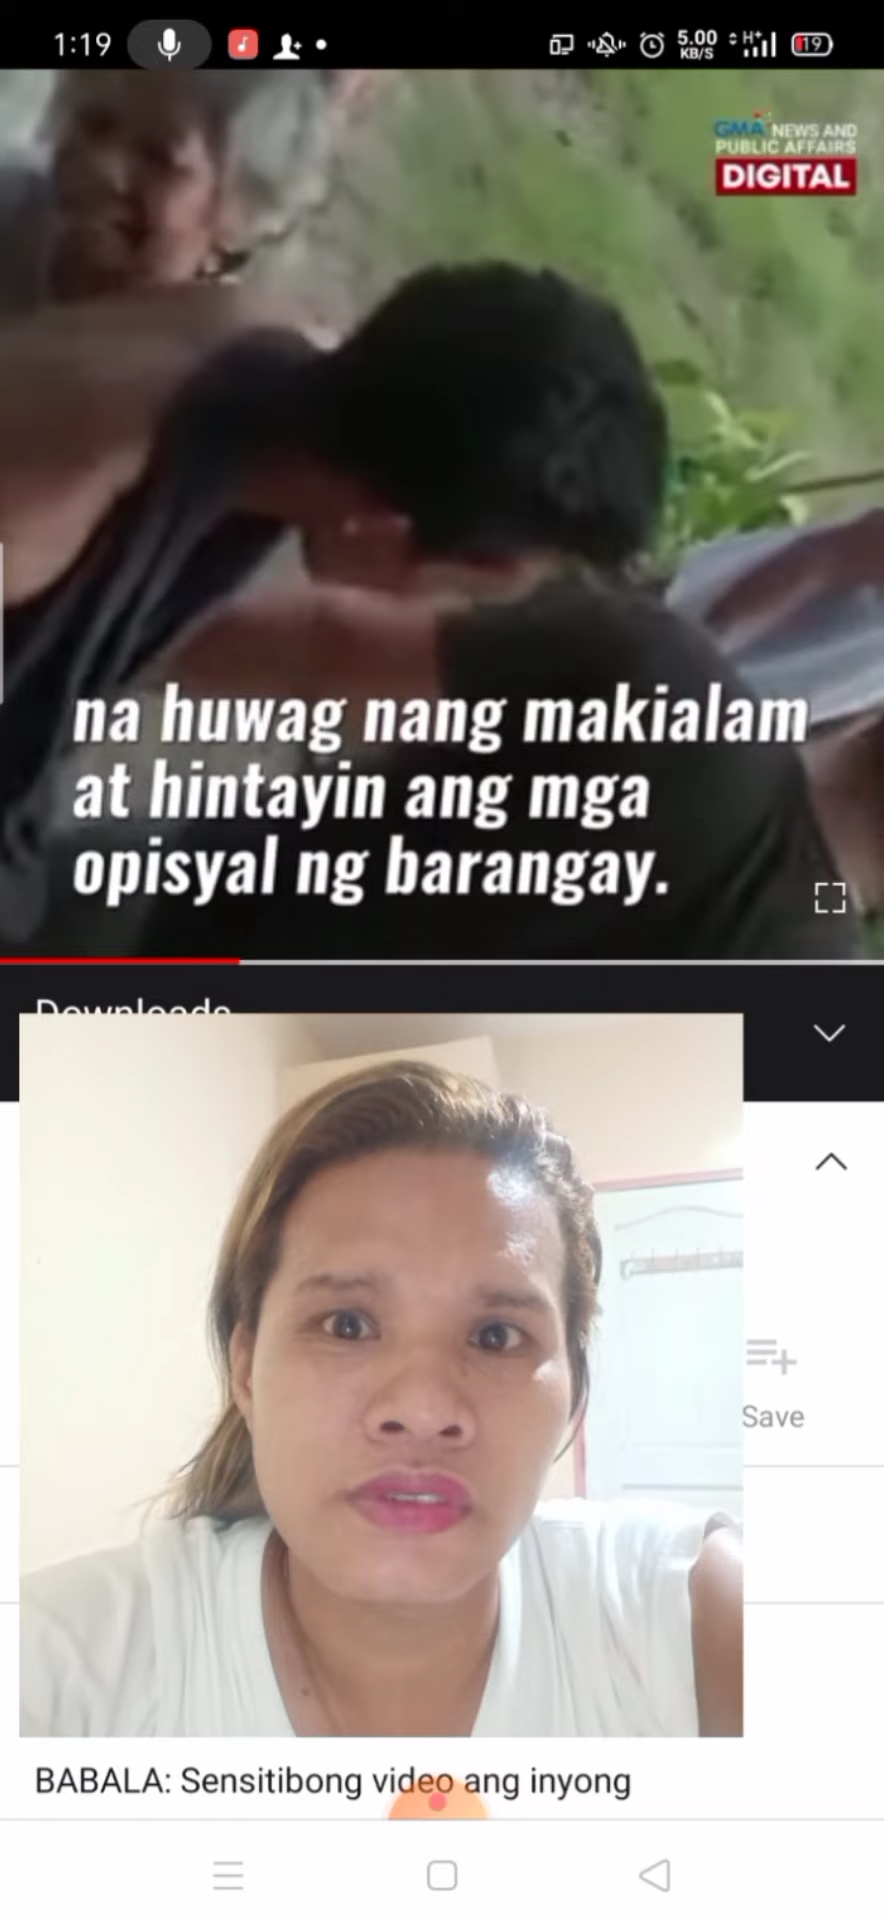 1:19
5.00
KB/S
H+
19
GMA NEWS AND
PUBLIC AFFAIRS
DIGITAL
na huwag nang makialam
at hintayin ang mga
opisyal ng barangay.
Downloads
Save
BABALA: Sensitibong video ang inyong